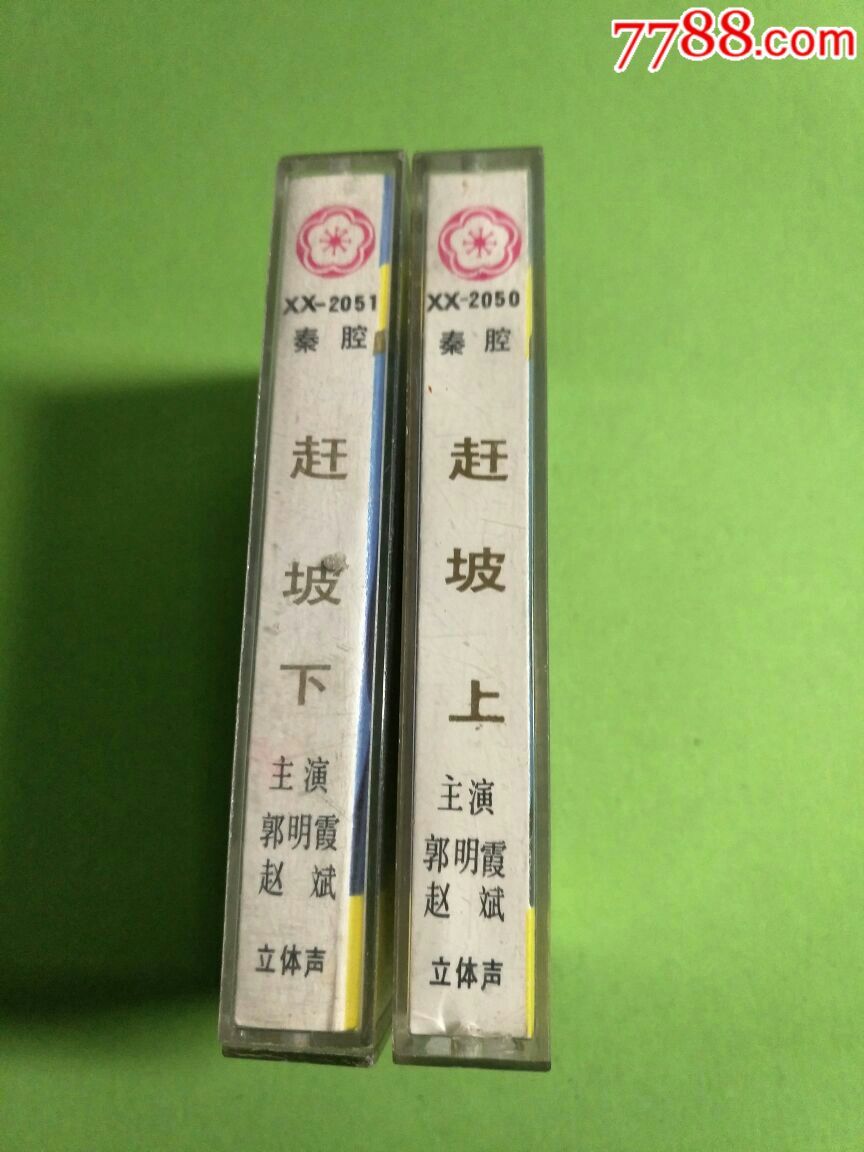 7788.com
XX-2051
秦腔
赶坡下
主演
郭明霞
赵斌
立体声
XX-2050
秦腔
赶坡上
主演
郭明霞
赵斌
立体声